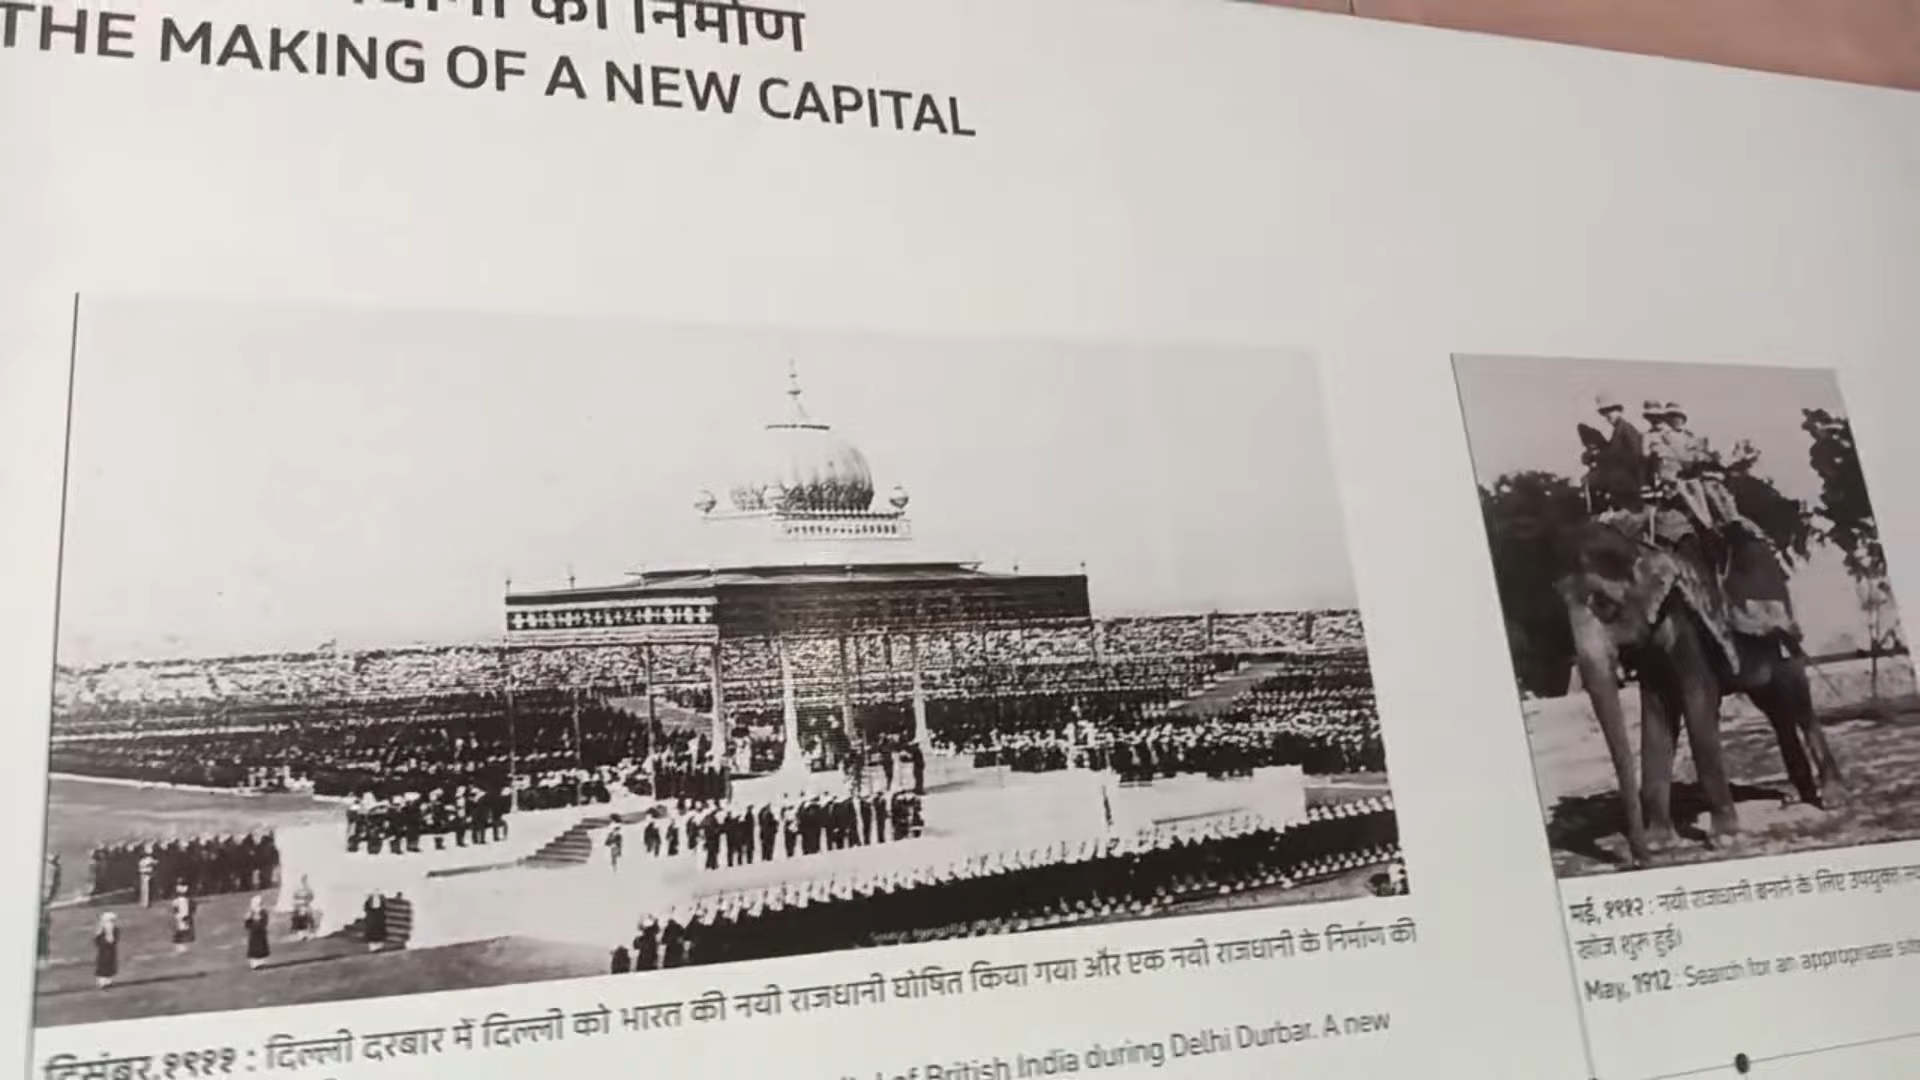 का निर्माण
THE MAKING OF A NEW CAPITAL
दिसंबर, १९११ : दिल्ली दरबार में दिल्ली को भारत की नयी राजधानी घोषित किया गया और एक नयी राजधानी के निर्माण की
of British India during Delhi Durbar. A new
मई, १९१२ : नयी राजधानी बनाने के लिए उपयुक्त
खोज शुरू हुई।
May, 1912 : Search for an appropriate